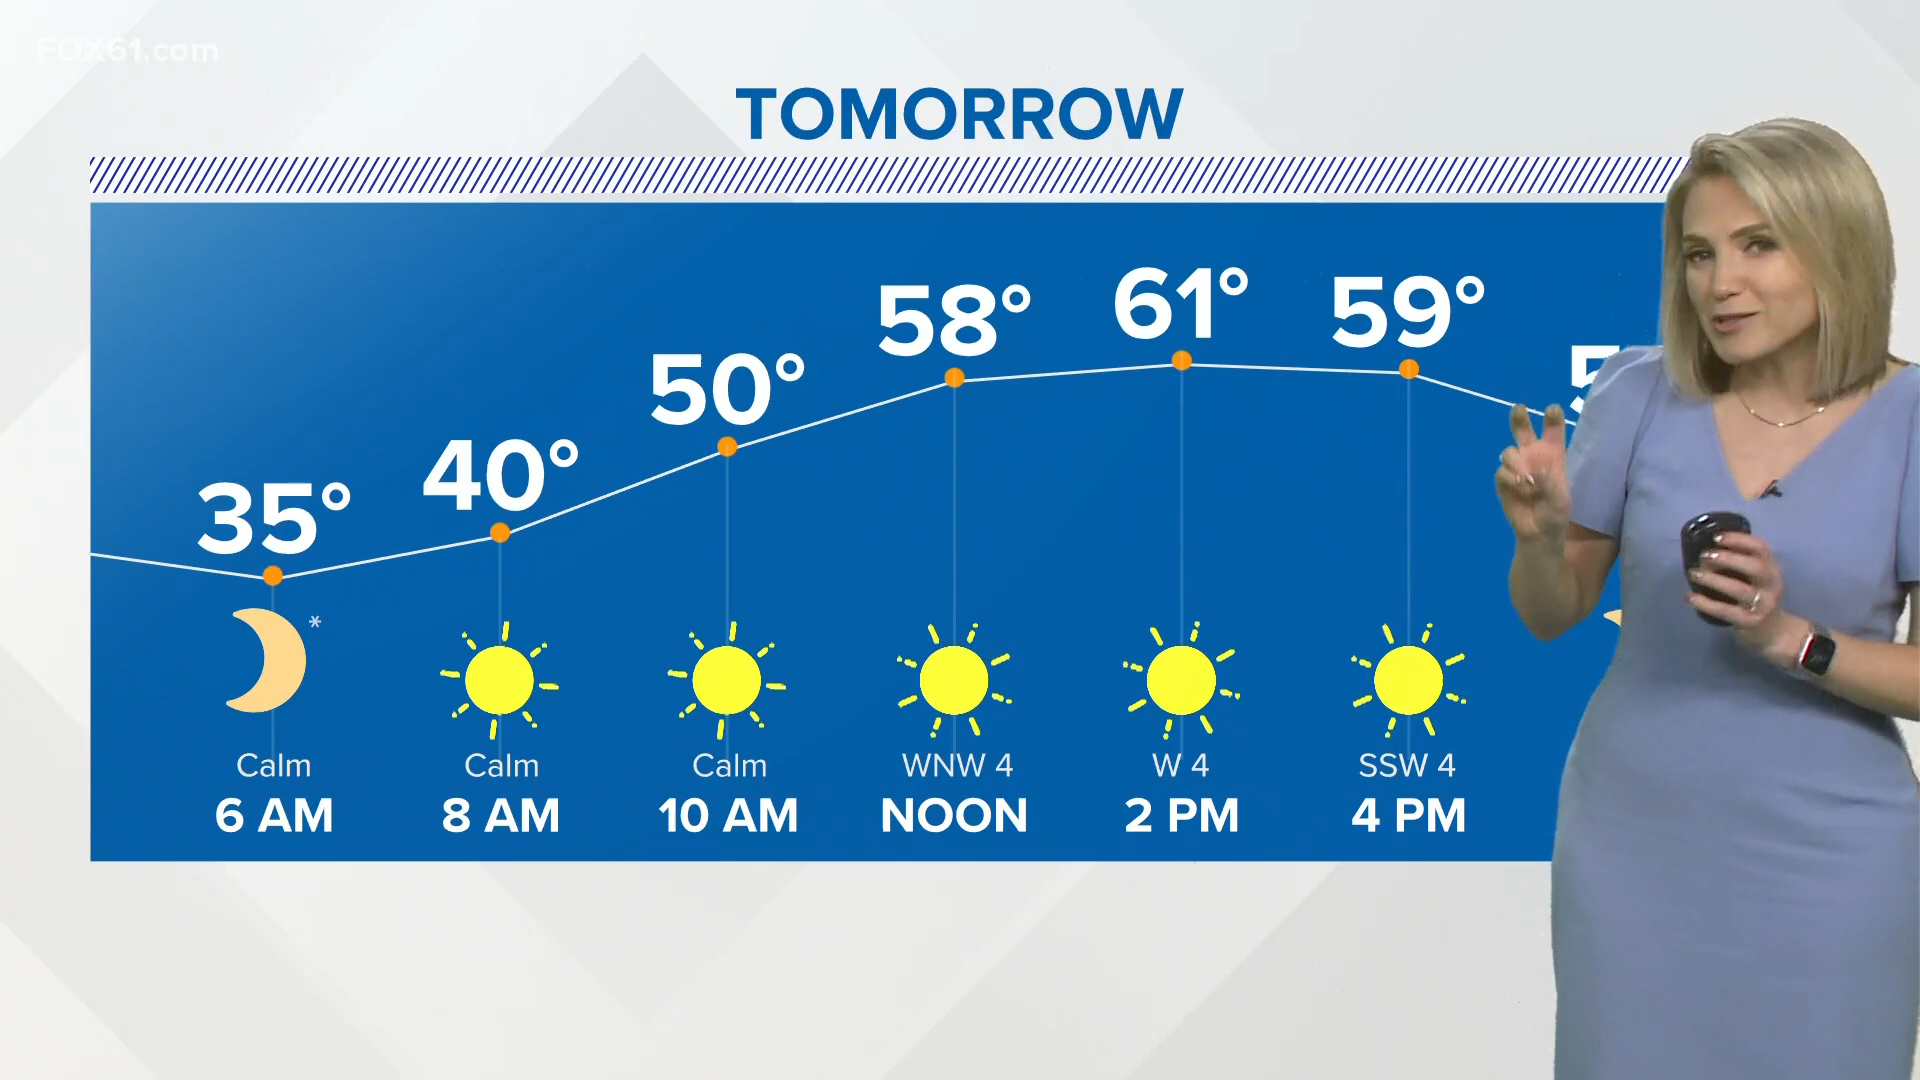 FOX61.com
TOMORROW
35° 40° 50° 58° 61° 59°
*
Calm Calm Calm WNW 4 W 4 SSW 4
6 AM 8 AM 10 AM NOON 2 PM 4 PM